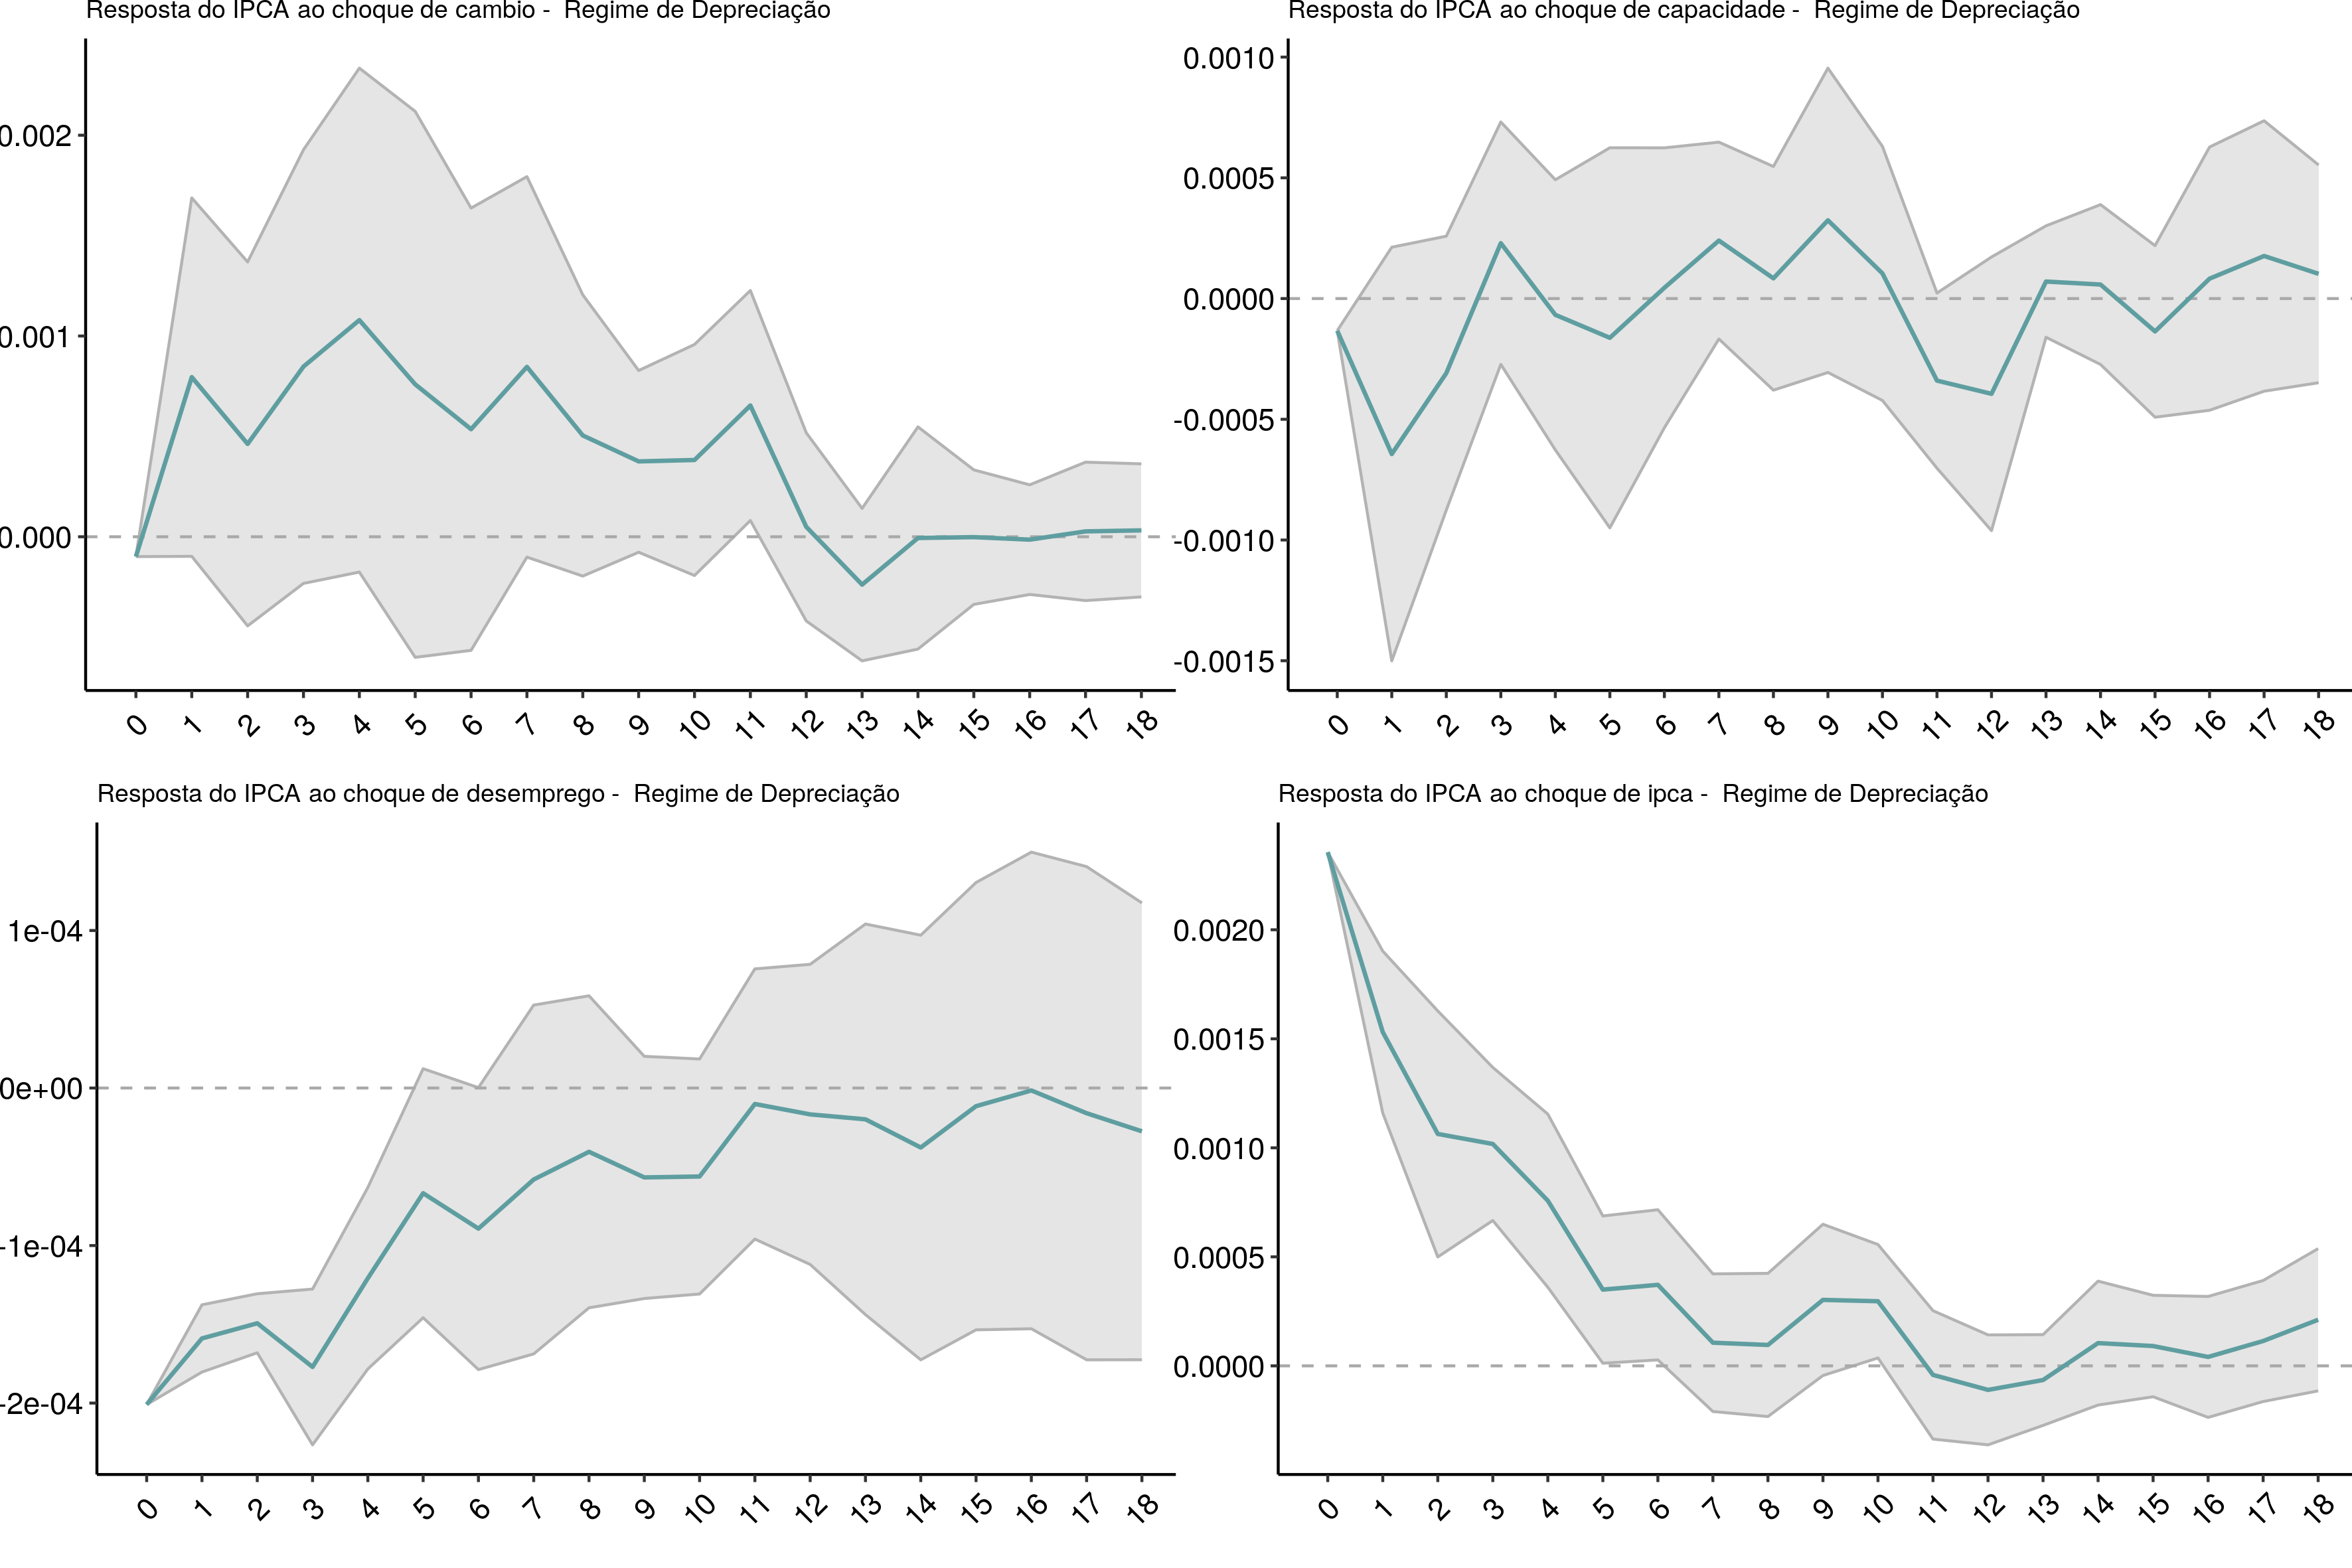 Resposta do IPCA ao choque de cambio -  Regime de Depreciação
0.002
0.001
0.000
0 1 2 3 4 5 6 7 8 9 10 11 12 13 14 15 16 17 18
Resposta do IPCA ao choque de capacidade -  Regime de Depreciação
0.0010
0.0005
0.0000
-0.0005
-0.0010
-0.0015
0 1 2 3 4 5 6 7 8 9 10 11 12 13 14 15 16 17 18
Resposta do IPCA ao choque de desemprego -  Regime de Depreciação
1e-04
0e+00
-1e-04
-2e-04
0 1 2 3 4 5 6 7 8 9 10 11 12 13 14 15 16 17 18
Resposta do IPCA ao choque de ipca -  Regime de Depreciação
0.0020
0.0015
0.0010
0.0005
0.0000
0 1 2 3 4 5 6 7 8 9 10 11 12 13 14 15 16 17 18